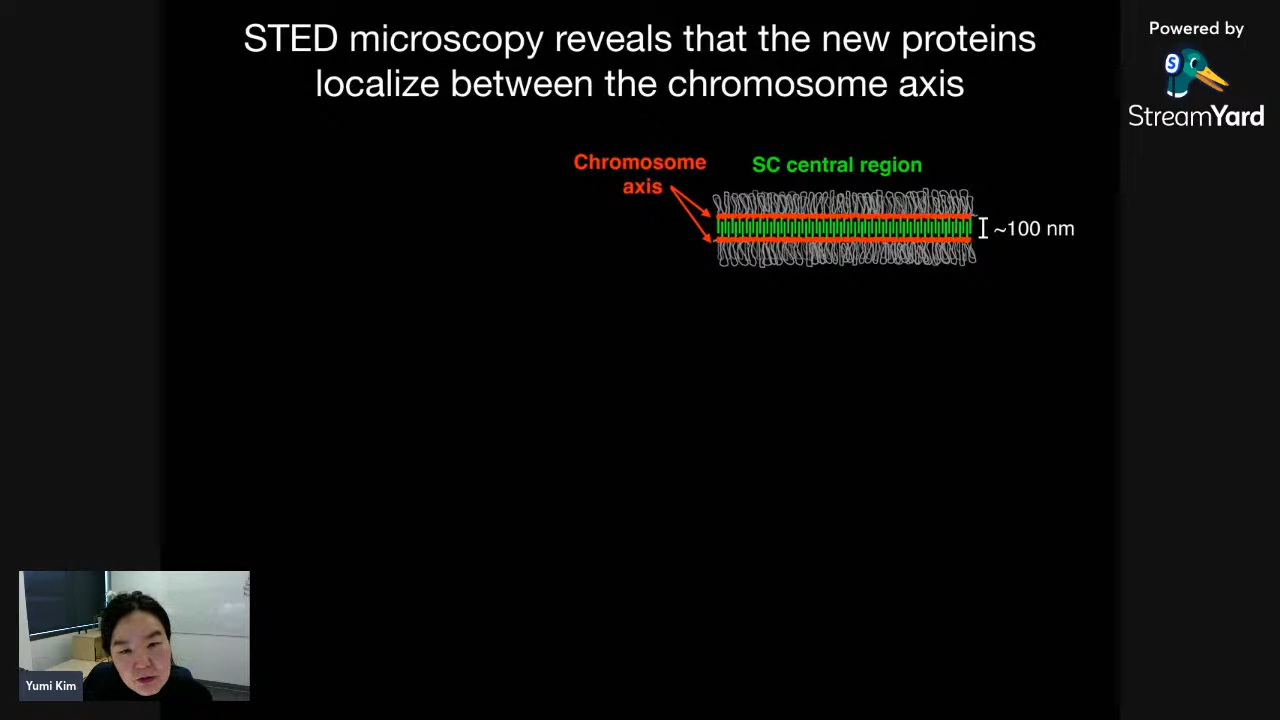 STED microscopy reveals that the new proteins
localize between the chromosome axis
Powered by
S
StreamYard
Chromosome
axis
SC central region
~100 nm
Yumi Kim